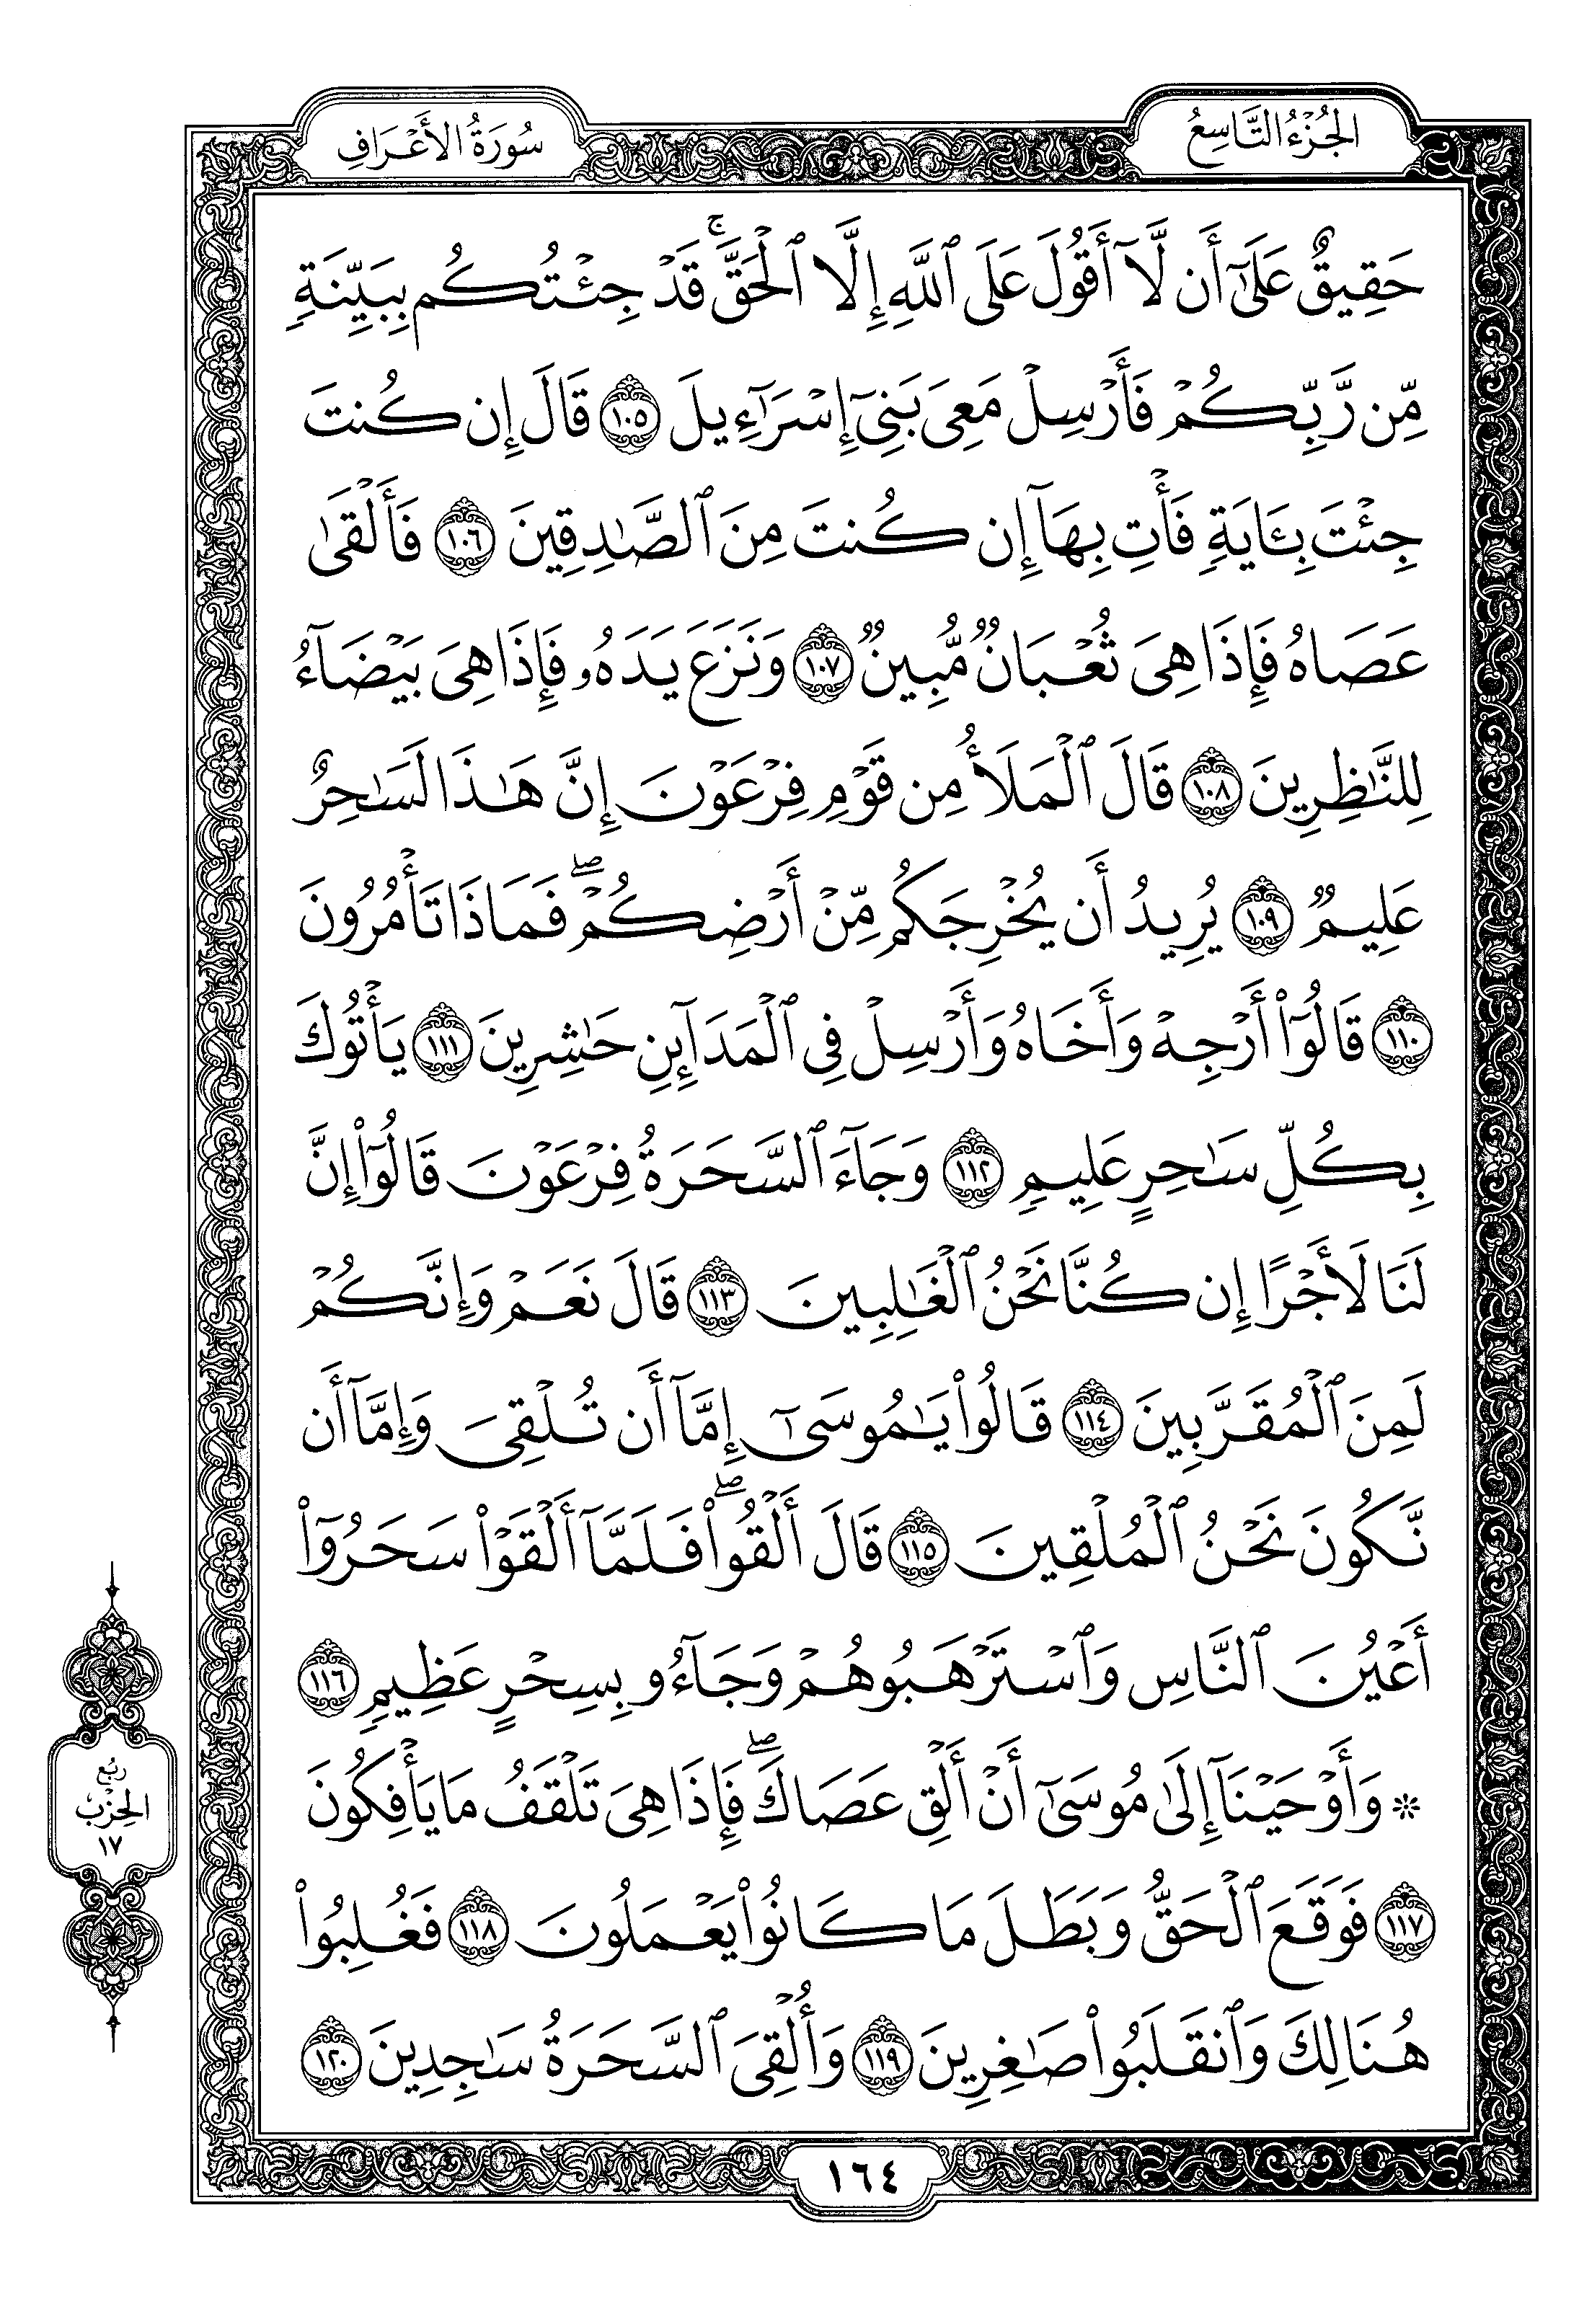 الجُزْءُ التَّاسِعُ
سُورَةُ الأَعْرَافِ
حَقِيقٌ عَلَىٰٓ أَن لَّآ أَقُولَ عَلَى ٱللَّهِ إِلَّا ٱلْحَقَّۚ قَدْ جِئْتُكُم بِبَيِّنَةٍ
مِّن رَّبِّكُمْ فَأَرْسِلْ مَعِىَ بَنِىٓ إِسْرَٰٓءِيلَ ١٠٥ قَالَ إِن كُنتَ
جِئْتَ بِـَٔايَةٍ فَأْتِ بِهَآ إِن كُنتَ مِنَ ٱلصَّٰدِقِينَ ١٠٦ فَأَلْقَىٰ
عَصَاهُ فَإِذَا هِىَ ثُعْبَانٌ مُّبِينٌ ١٠٧ وَنَزَعَ يَدَهُۥ فَإِذَا هِىَ بَيْضَآءُ
لِلنَّٰظِرِينَ ١٠٨ قَالَ ٱلْمَلَأُ مِن قَوْمِ فِرْعَوْنَ إِنَّ هَٰذَا لَسَٰحِرٌ
عَلِيمٌ ١٠٩ يُرِيدُ أَن يُخْرِجَكُم مِّنْ أَرْضِكُمْۖ فَمَاذَا تَأْمُرُونَ
١١٠ قَالُوٓا۟ أَرْجِهْ وَأَخَاهُ وَأَرْسِلْ فِى ٱلْمَدَآئِنِ حَٰشِرِينَ ١١١ يَأْتُوكَ
بِكُلِّ سَٰحِرٍ عَلِيمٍ ١١٢ وَجَآءَ ٱلسَّحَرَةُ فِرْعَوْنَ قَالُوٓا۟ إِنَّ
لَنَا لَأَجْرًا إِن كُنَّا نَحْنُ ٱلْغَٰلِبِينَ ١١٣ قَالَ نَعَمْ وَإِنَّكُمْ
لَمِنَ ٱلْمُقَرَّبِينَ ١١٤ قَالُوا۟ يَٰمُوسَىٰٓ إِمَّآ أَن تُلْقِىَ وَإِمَّآ أَن
نَّكُونَ نَحْنُ ٱلْمُلْقِينَ ١١٥ قَالَ أَلْقُوا۟ۖ فَلَمَّآ أَلْقَوْا۟ سَحَرُوٓا۟
أَعْيُنَ ٱلنَّاسِ وَٱسْتَرْهَبُوهُمْ وَجَآءُو بِسِحْرٍ عَظِيمٍ ١١٦
۞ وَأَوْحَيْنَآ إِلَىٰ مُوسَىٰٓ أَنْ أَلْقِ عَصَاكَۖ فَإِذَا هِىَ تَلْقَفُ مَا يَأْفِكُونَ
١١٧ فَوَقَعَ ٱلْحَقُّ وَبَطَلَ مَا كَانُوا۟ يَعْمَلُونَ ١١٨ فَغُلِبُوا۟
هُنَالِكَ وَٱنقَلَبُوا۟ صَٰغِرِينَ ١١٩ وَأُلْقِىَ ٱلسَّحَرَةُ سَٰجِدِينَ ١٢٠
رُبُع
الحِزْب
١٧
١٦٤